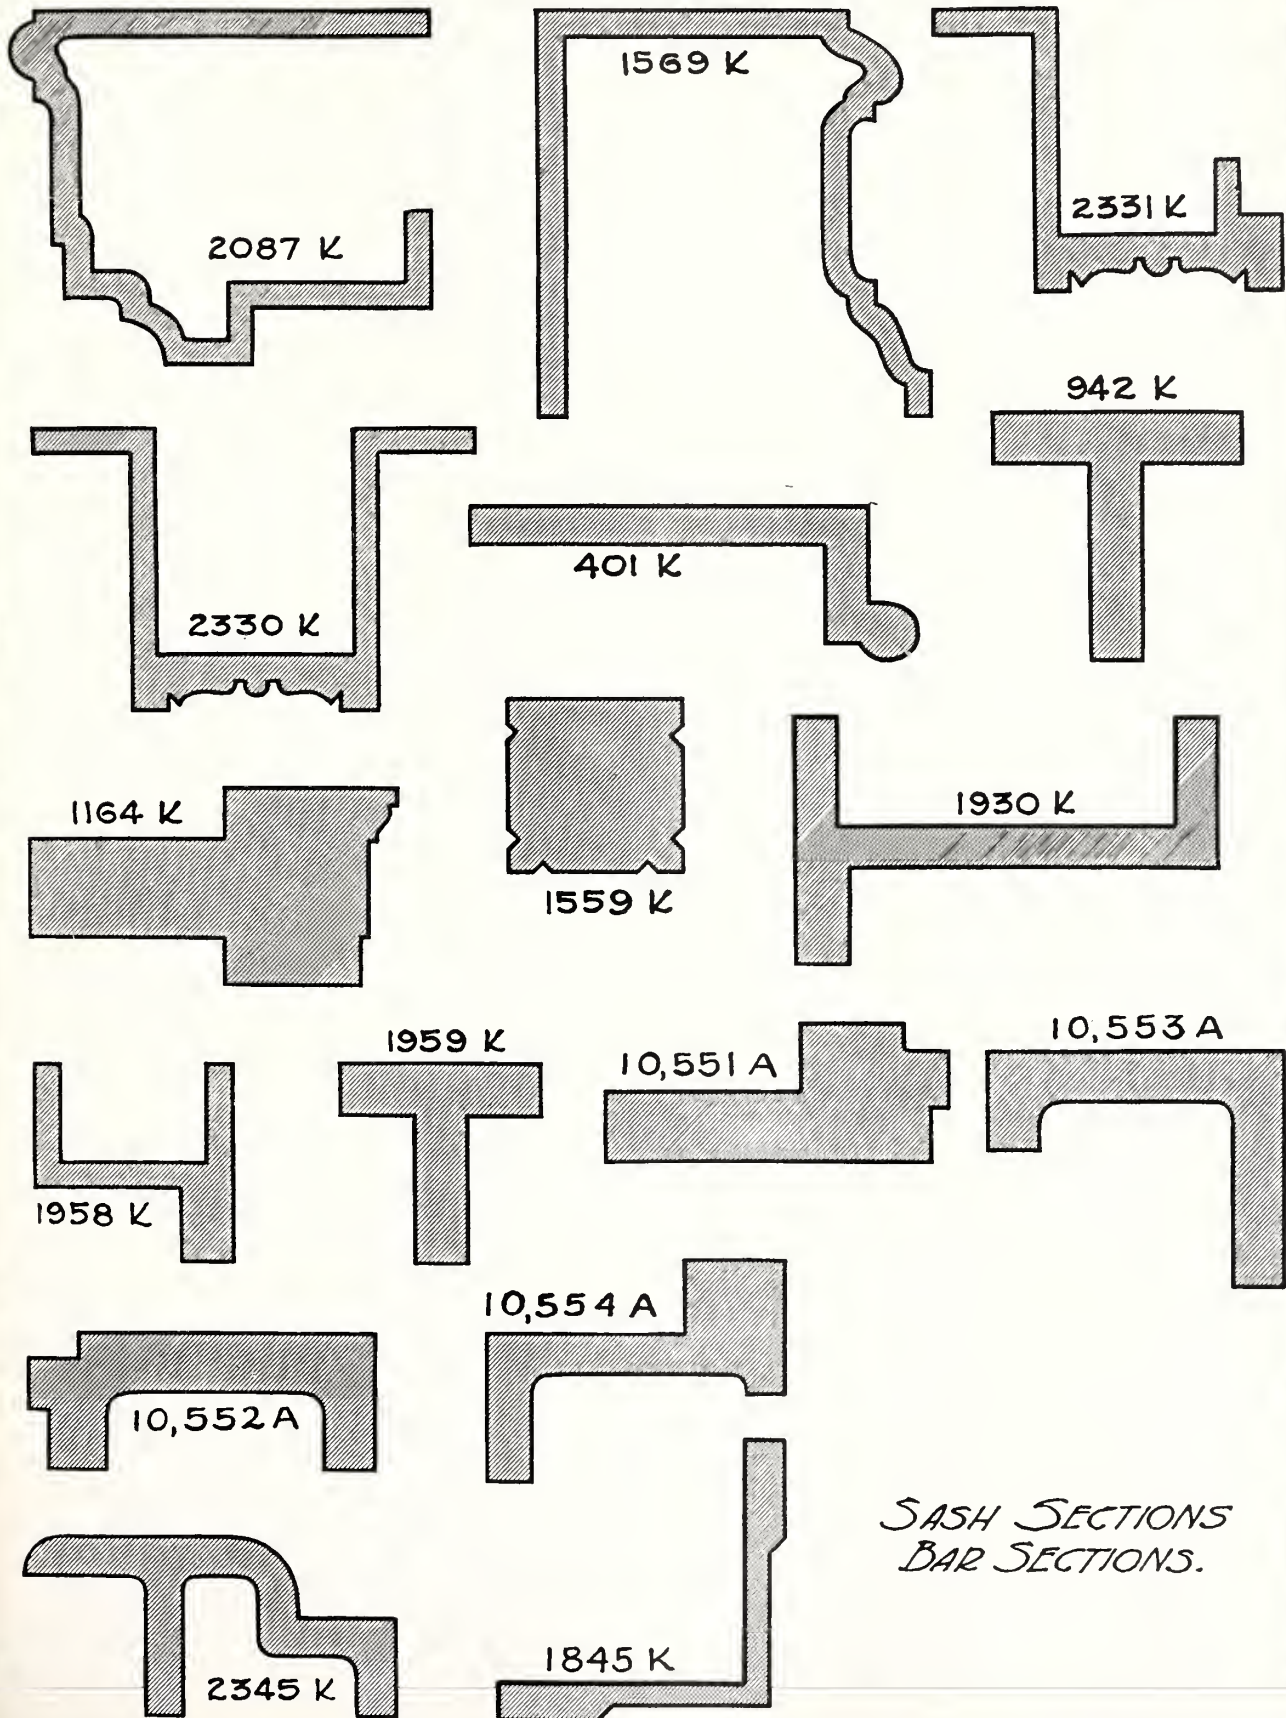 1569 K
2331 K
2087 K
942 K
401 K
2330 K
1164 K
1930 K
1559 K
1959 K
10,551 A
10,553 A
1958 K
10,554 A
10,552 A
SASH SECTIONS
BAR SECTIONS.
1845 K
2345 K